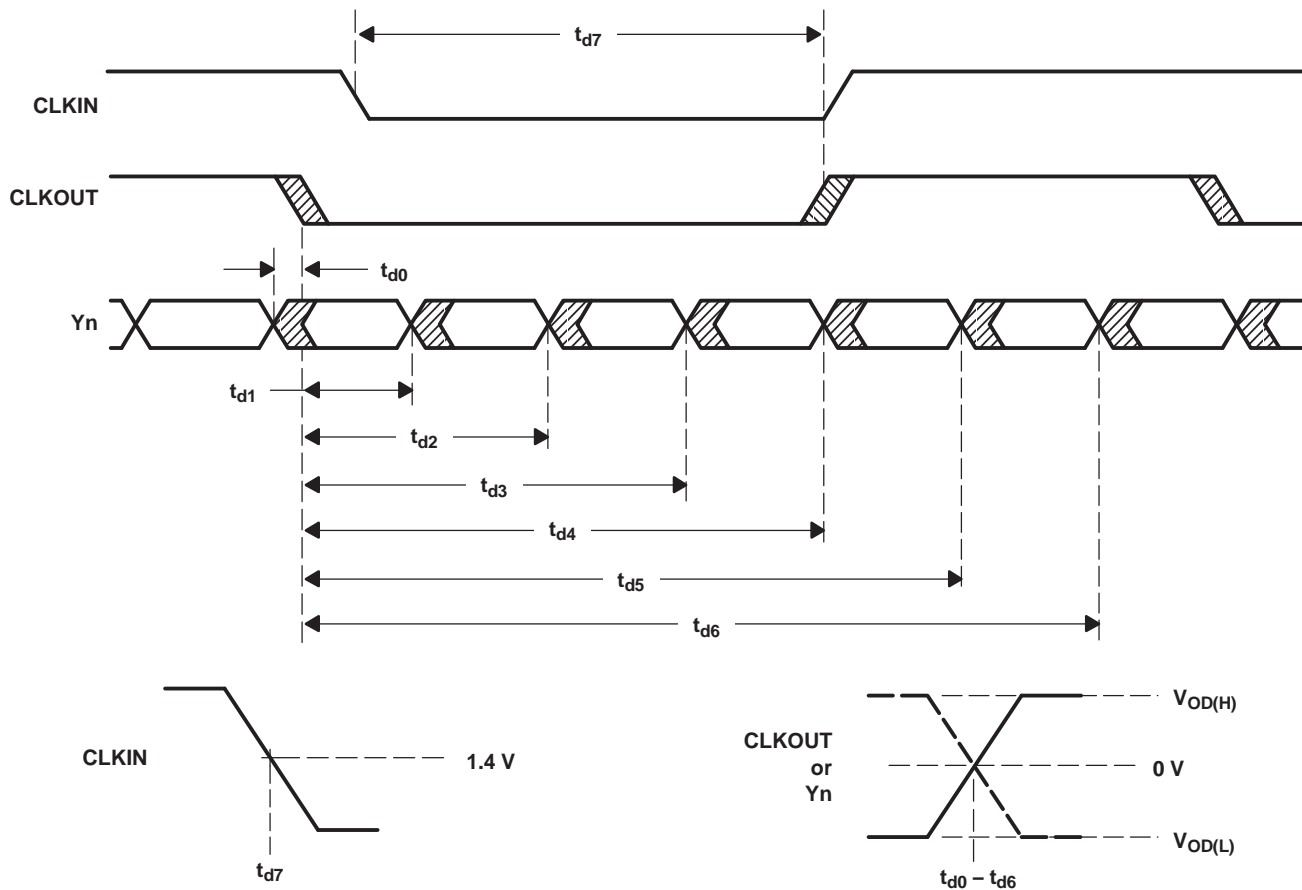 td7
CLKIN
CLKOUT
td0
Yn
td1
td2
td3
td4
td5
td6
CLKIN
1.4 V
td7
CLKOUT
or
Yn
VOD(H)
0 V
VOD(L)
td0 – td6